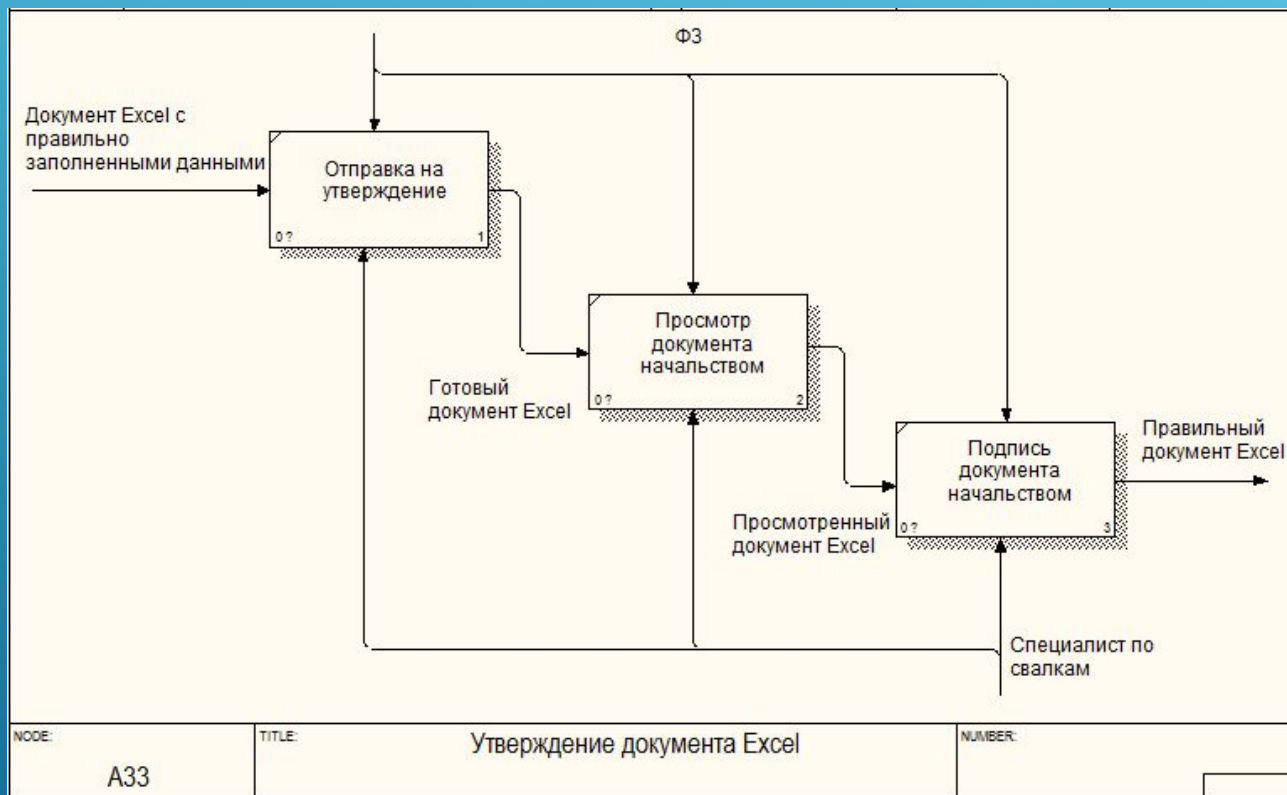 ФЗ
Документ Excel с
правильно
заполненными данными
Отправка на
утверждение
0 ?
1
Просмотр
документа
начальством
0 ?
2
Готовый
документ Excel
Подпись
документа
начальством
0 ?
3
Правильный
документ Excel
Просмотренный
документ Excel
Специалист по
свалкам
NODE:
A33
TITLE:
Утверждение документа Excel
NUMBER: